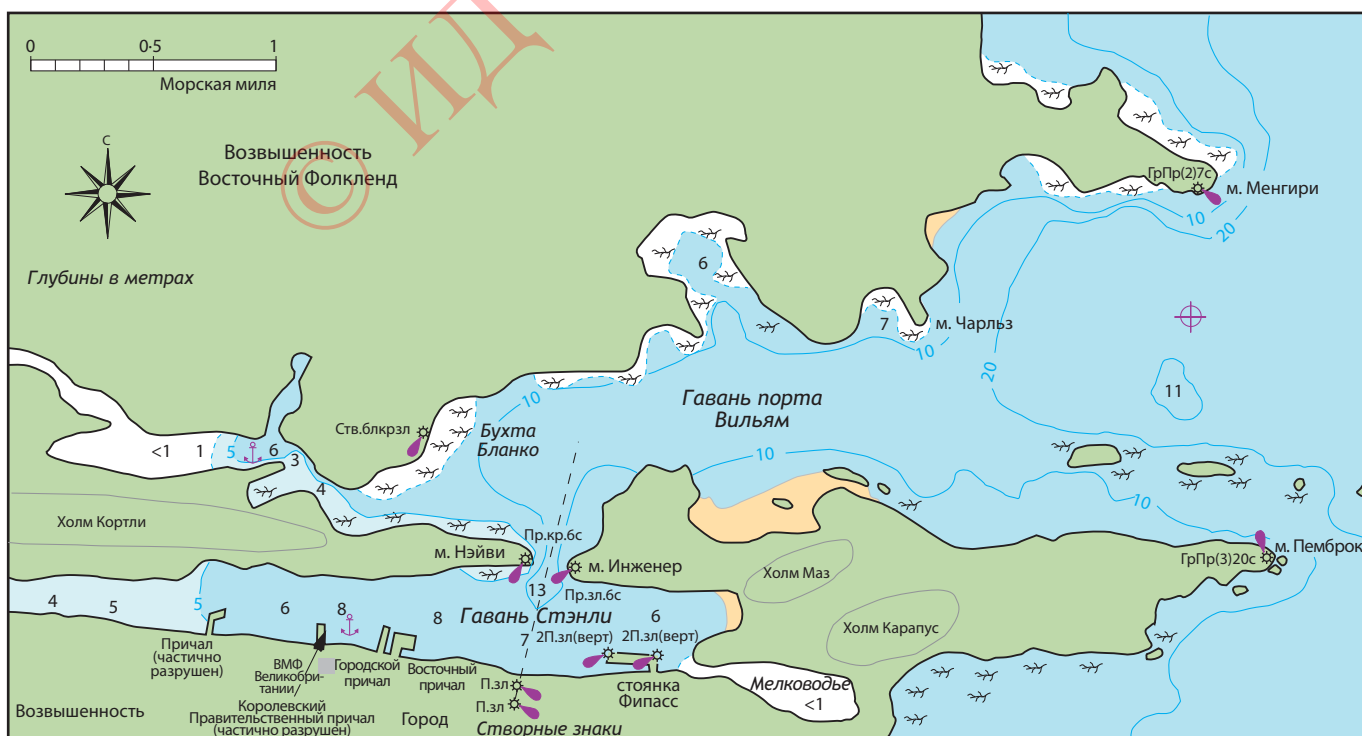 © ИД
0
0·5
1
Морская миля
С
Возвышенность
Восточный Фолкленд
Глубины в метрах
ГрПр(2)7с
м. Менгири
10
20
6
7
м. Чарльз
10
20
11
10
Гавань порта
Вильям
Ств.блкрзл
Бухта
Бланко
10
<1
1
5
6
3
4
10
Холм Кортли
Пр.кр.6с
м. Нэйви
м. Инженер
Пр.зл.6с
13
Холм Маз
ГрПр(3)20с
м. Пемброк
Холм Карапус
4
5
5
6
8
8
Гавань Стэнли
7
6
2П.зл(верт)
2П.зл(верт)
Причал
(частично
разрушен)
ВМФ
Великобри-
тании/
Королевский
Правительственный причал
(частично разрушен)
Городской
причал
Восточный
причал
Город
П.зл
П.зл
Створные знаки
стоянка
Фипасс
Мелководье
<1
Возвышенность